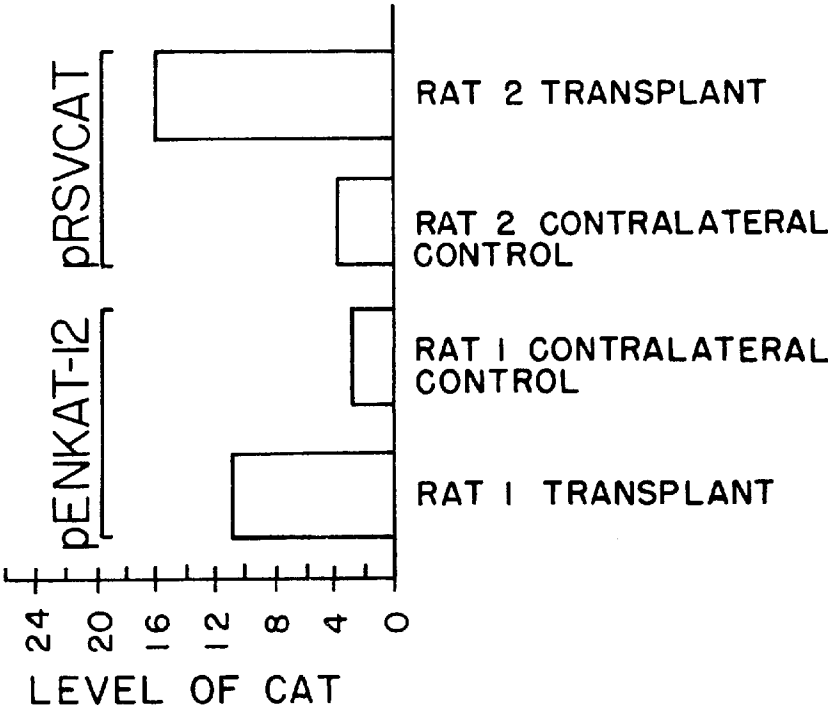 pRSVCAT
RAT 2 TRANSPLANT
RAT 2 CONTRALATERAL
CONTROL
pENKAT-12
RAT 1 CONTRALATERAL
CONTROL
RAT 1 TRANSPLANT
24 20 16 12 8 4 0
LEVEL OF CAT